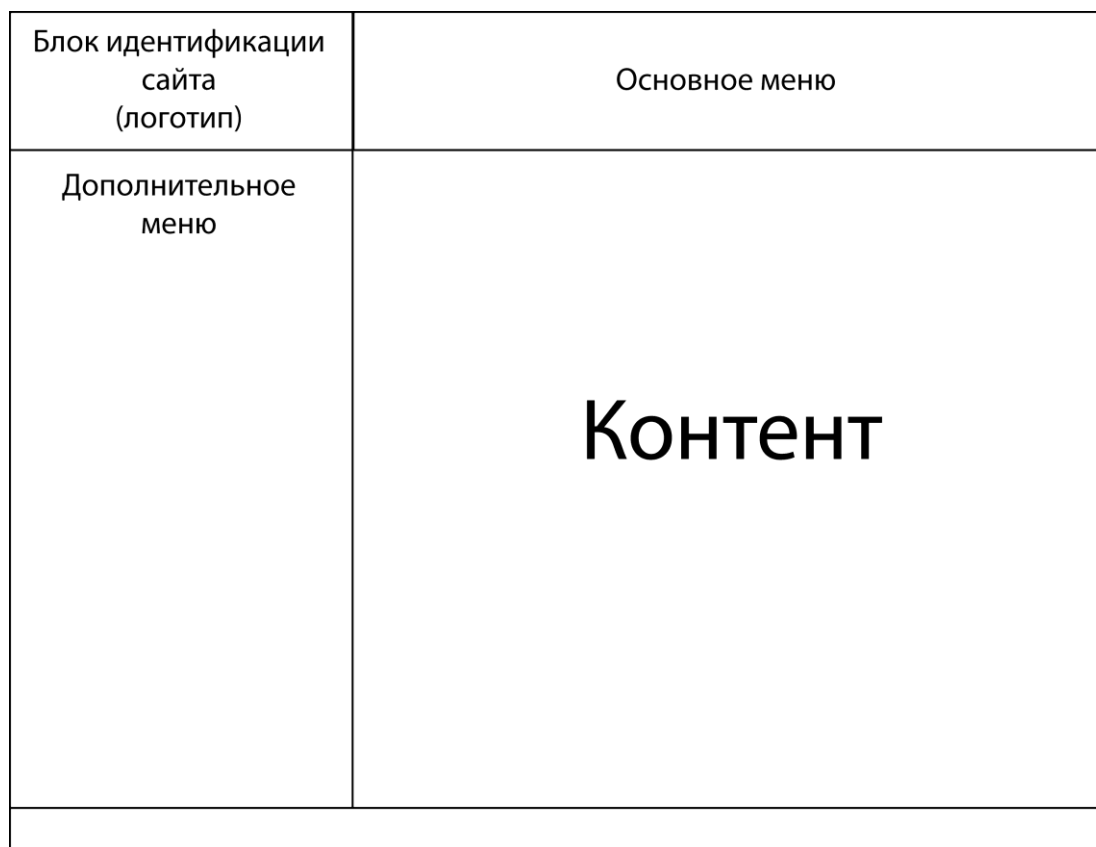 Блок идентификации
сайта
(логотип)
Основное меню
Дополнительное
меню
Контент